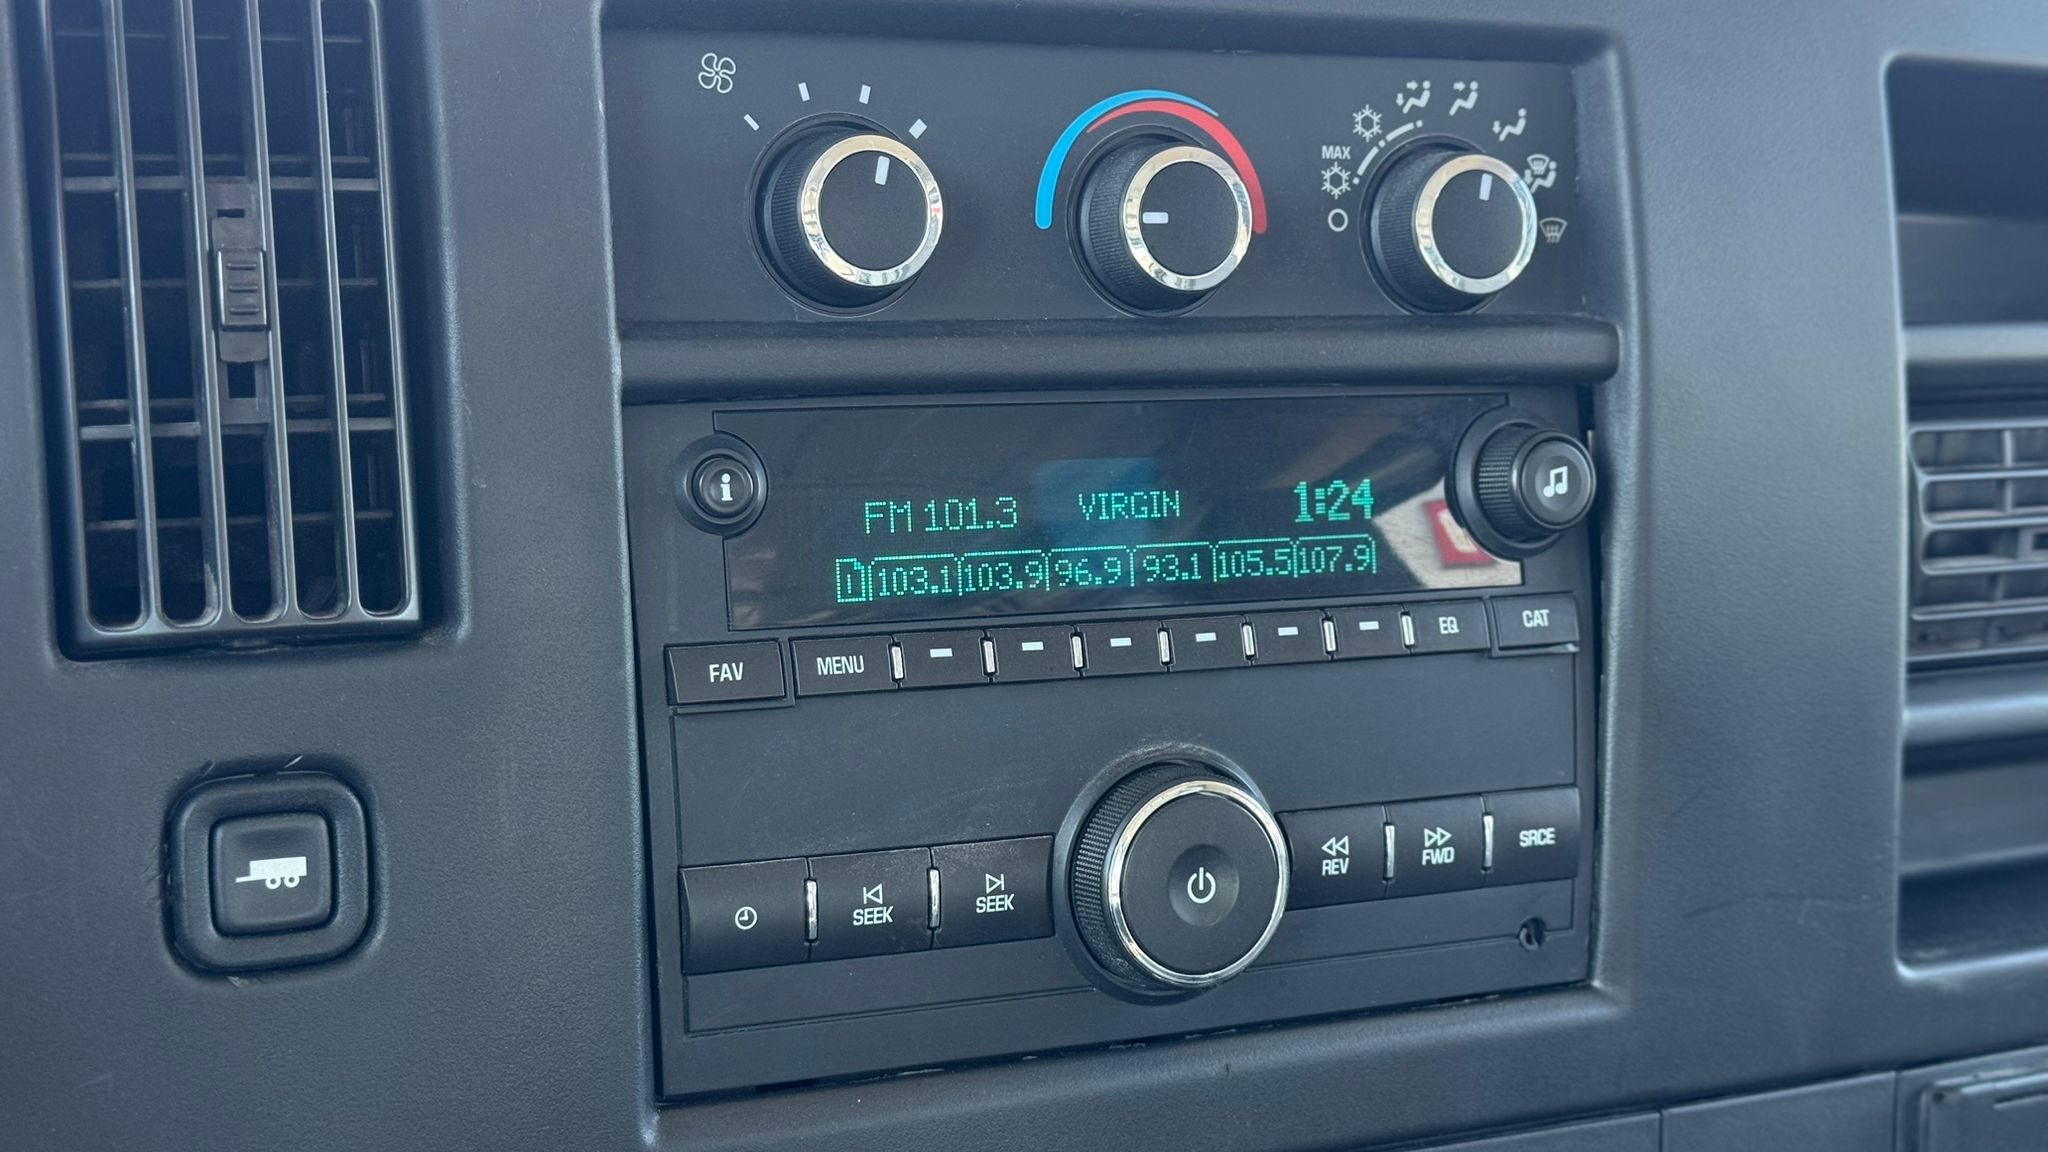 MAX
i
FM 101.3 VIRGIN 1:24
103.1 103.9 96.9 93.1 105.5 107.9
FAV MENU EQ CAT
SEEK SEEK REV FWD SRCE